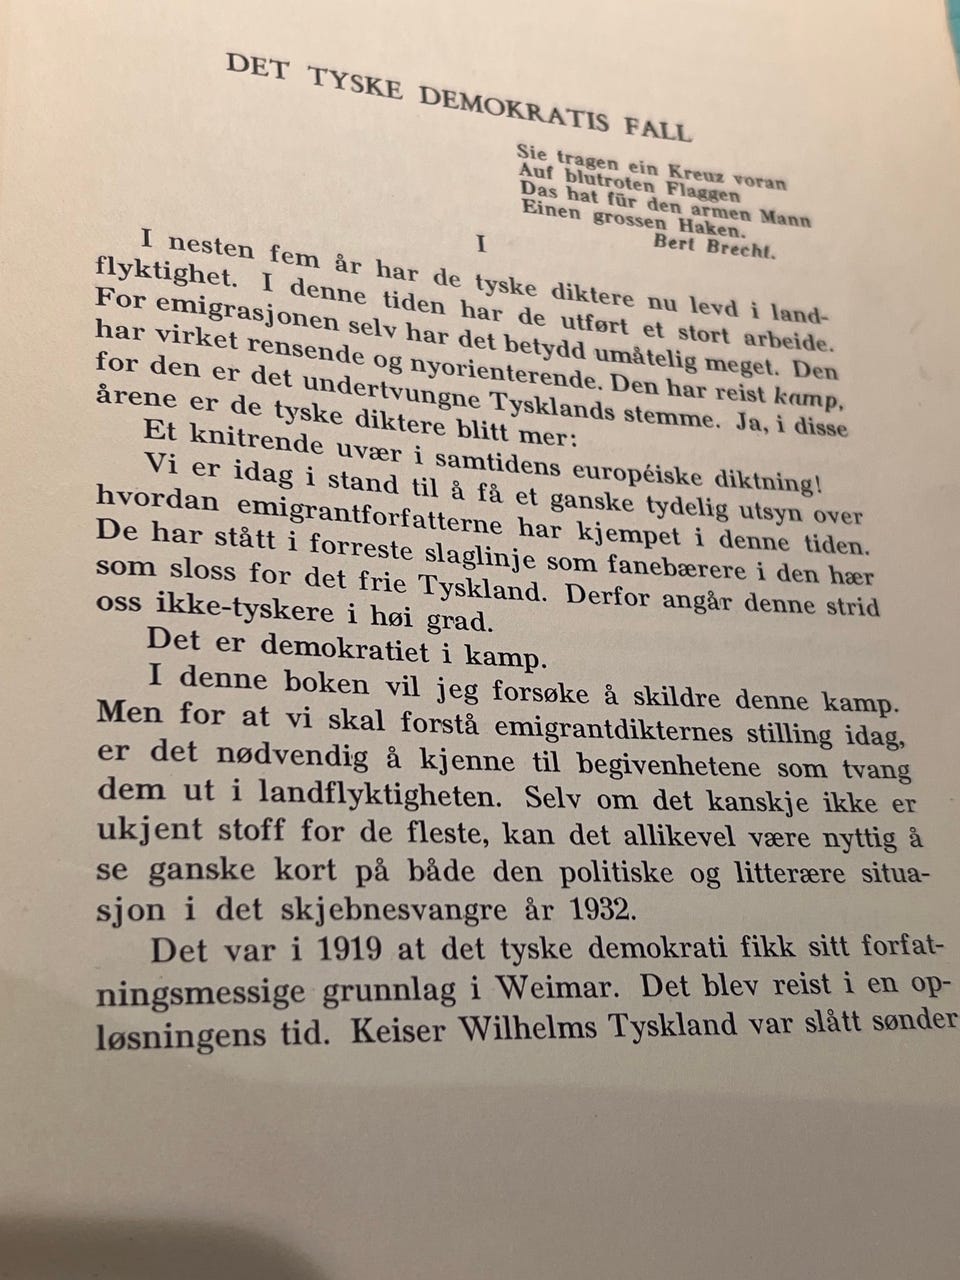 DET TYSKE DEMOKRATIS FALL
Sie tragen ein Kreuz voran
Auf blutroten Flaggen
Das hat für den armen Mann
Einen grossen Haken.
Bert Brecht.
I
I nesten fem år har de tyske diktere nu levd i land-
flyktighet. I denne tiden har de utført et stort arbeide.
For emigrasjonen selv har det betydd umåtelig meget. Den
har virket rensende og nyorienterende. Den har reist kamp,
for den er det undertvungne Tysklands stemme. Ja, i disse
årene er de tyske diktere blitt mer:
Et knitrende uvær i samtidens européiske diktning!
Vi er idag i stand til å få et ganske tydelig utsyn over
hvordan emigrantforfatterne har kjempet i denne tiden.
De har stått i forreste slaglinje som fanebærere i den hær
som sloss for det frie Tyskland. Derfor angår denne strid
oss ikke-tyskere i høi grad.
Det er demokratiet i kamp.
I denne boken vil jeg forsøke å skildre denne kamp.
Men for at vi skal forstå emigrantdikternes stilling idag,
er det nødvendig å kjenne til begivenhetene som tvang
dem ut i landflyktigheten. Selv om det kanskje ikke er
ukjent stoff for de fleste, kan det allikevel være nyttig å
se ganske kort på både den politiske og litterære situa-
sjon i det skjebnesvangre år 1932.
Det var i 1919 at det tyske demokrati fikk sitt forfat-
ningsmessige grunnlag i Weimar. Det blev reist i en op-
løsningens tid. Keiser Wilhelms Tyskland var slått sønder